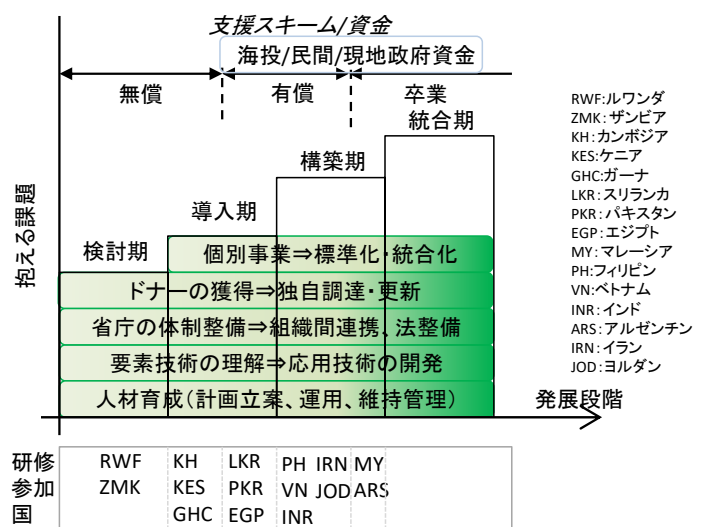 支援スキーム/資金
海投/民間/現地政府資金
無償
有償
卒業
統合期
構築期
導入期
検討期
抱える課題
個別事業⇒標準化・統合化
ドナーの獲得⇒独自調達・更新
省庁の体制整備⇒組織間連携、法整備
要素技術の理解⇒応用技術の開発
人材育成(計画立案、運用、維持管理)
発展段階
RWF:ルワンダ
ZMK:ザンビア
KH:カンボジア
KES:ケニア
GHC:ガーナ
LKR:スリランカ
PKR:パキスタン
EGP:エジプト
MY:マレーシア
PH:フィリピン
VN:ベトナム
INR:インド
ARS:アルゼンチン
IRN:イラン
JOD:ヨルダン
研修
参加
国
RWF KH LKR PH IRN MY
ZMK KES PKR VN JOD ARS
GHC EGP INR